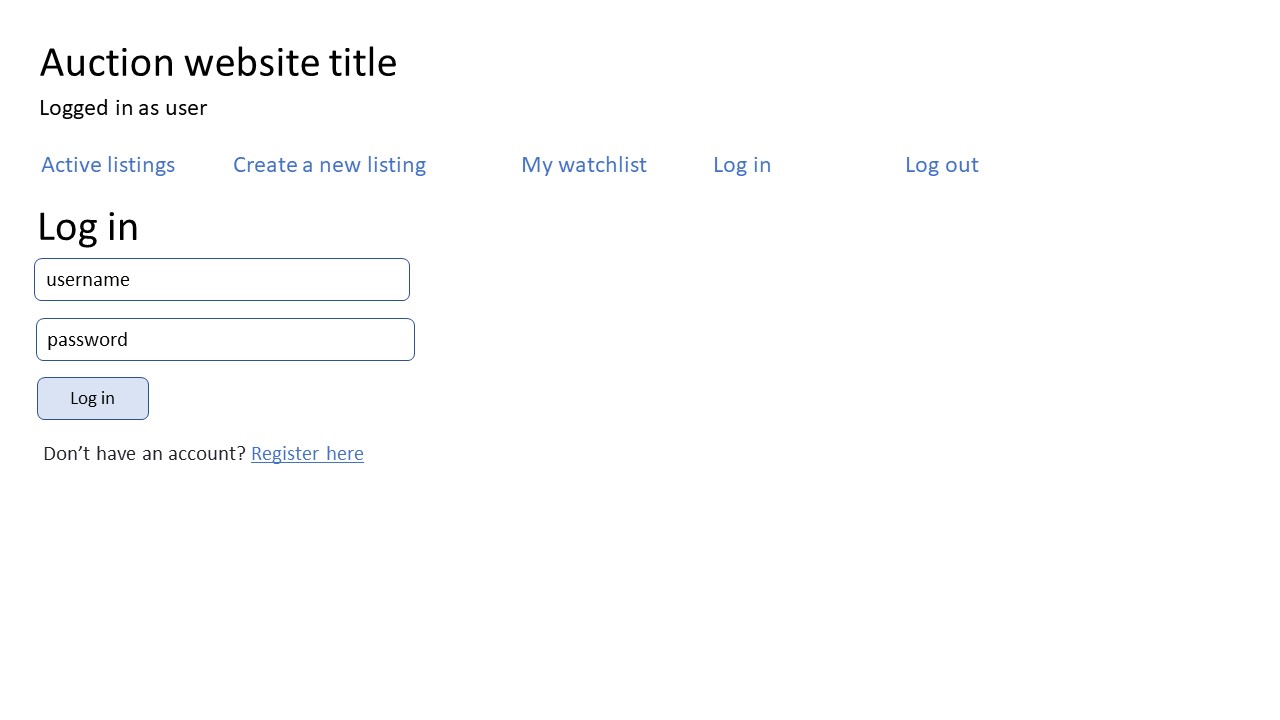 Auction website title
Logged in as user
Active listings Create a new listing My watchlist Log in Log out
Log in
username
password
Log in
Don’t have an account? Register here